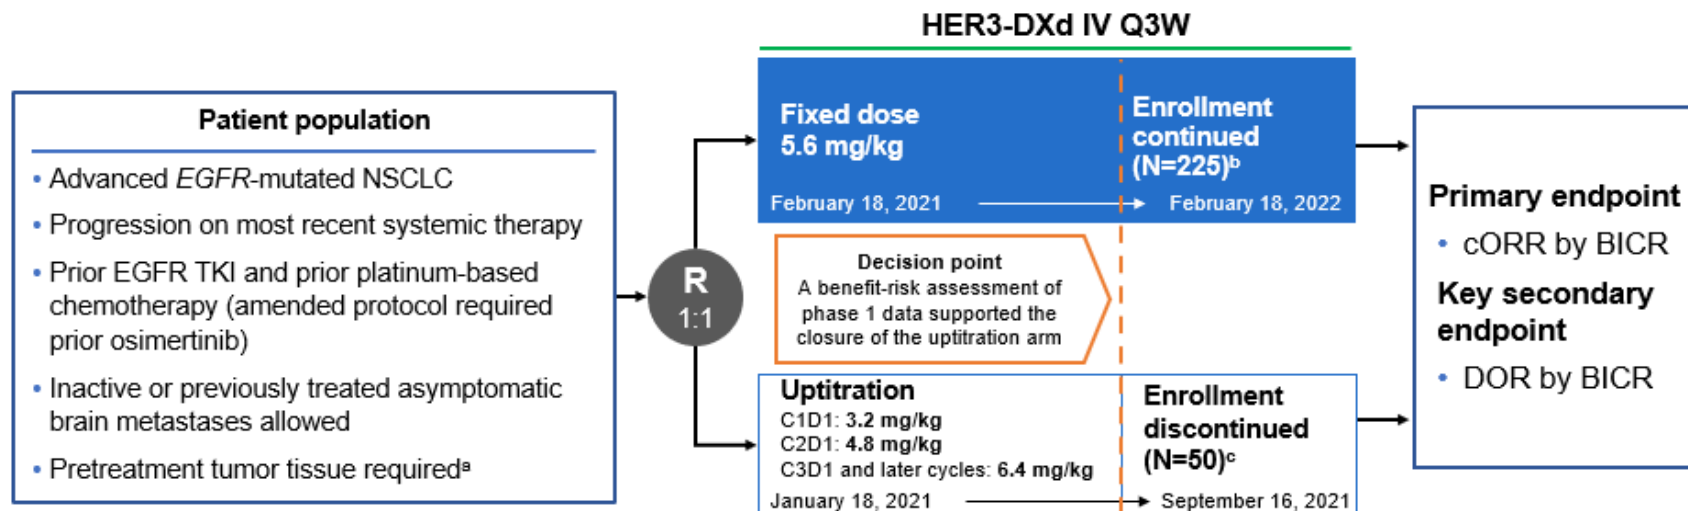 HER3-DXd IV Q3W
Patient population
• Advanced EGFR-mutated NSCLC
• Progression on most recent systemic therapy
• Prior EGFR TKI and prior platinum-based
chemotherapy (amended protocol required
prior osimertinib)
• Inactive or previously treated asymptomatic
brain metastases allowed
• Pretreatment tumor tissue requiredᵃ
R
1:1
Fixed dose
5.6 mg/kg
February 18, 2021
Enrollment
continued
(N=225)ᵇ
February 18, 2022
Decision point
A benefit-risk assessment of
phase 1 data supported the
closure of the uptitration arm
Uptitration
C1D1: 3.2 mg/kg
C2D1: 4.8 mg/kg
C3D1 and later cycles: 6.4 mg/kg
January 18, 2021
Enrollment
discontinued
(N=50)ᶜ
September 16, 2021
Primary endpoint
• cORR by BICR
Key secondary
endpoint
• DOR by BICR